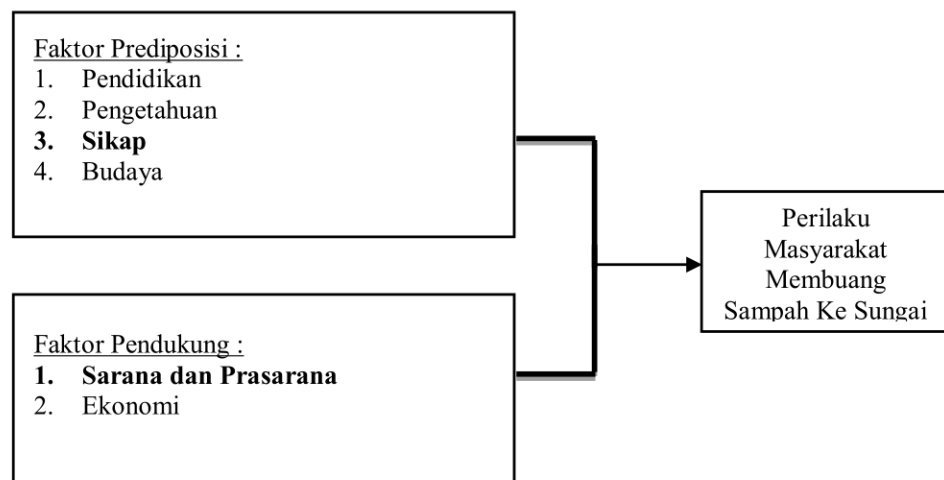 Faktor Prediposisi :
1. Pendidikan
2. Pengetahuan
3. Sikap
4. Budaya
Perilaku
Masyarakat
Membuang
Sampah Ke Sungai
Faktor Pendukung :
1. Sarana dan Prasarana
2. Ekonomi